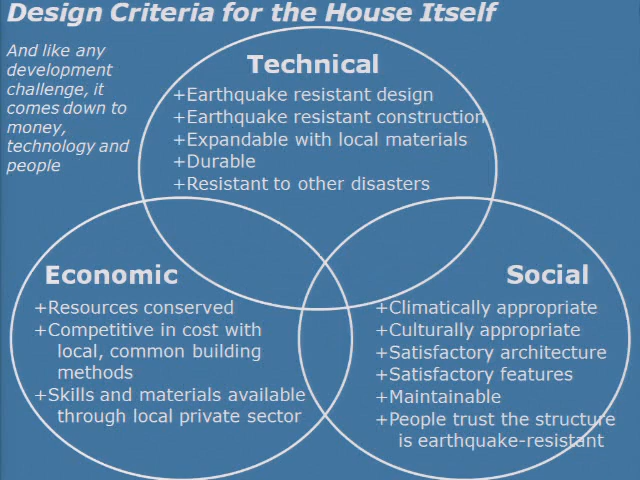 Design Criteria for the House Itself
And like any
development
challenge, it
comes down to
money,
technology and
people
Technical
+Earthquake resistant design
+Earthquake resistant construction
+Expandable with local materials
+Durable
+Resistant to other disasters
Economic
+Resources conserved
+Competitive in cost with
local, common building
methods
+Skills and materials available
through local private sector
Social
+Climatically appropriate
+Culturally appropriate
+Satisfactory architecture
+Satisfactory features
+Maintainable
+People trust the structure
is earthquake-resistant